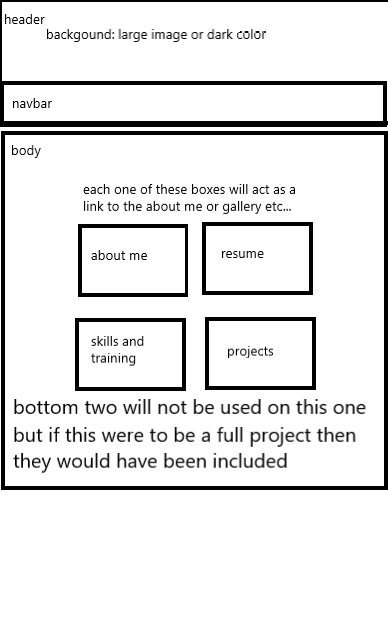 header
backgound: large image or dark color
navbar
body
each one of these boxes will act as a
link to the about me or gallery etc...
about me
resume
skills and
training
projects
bottom two will not be used on this one
but if this were to be a full project then
they would have been included